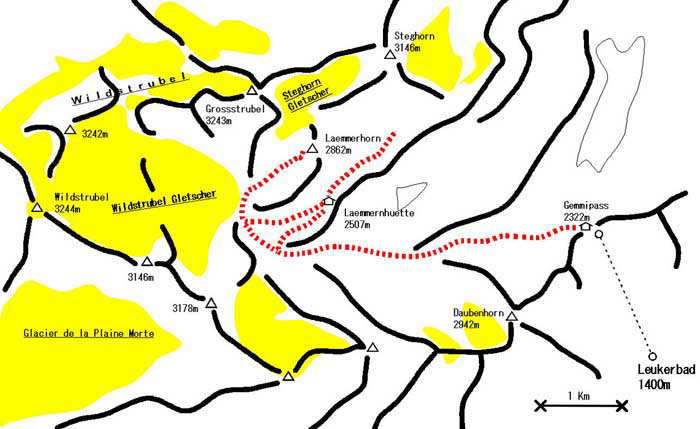 Steghorn
3146m
Wildstrubel
Steghorn
Gletscher
Grossstrubel
3243m
3242m
Laemmerhorn
2862m
Wildstrubel
3244m
Wildstrubel Gletscher
Laemmernhuette
2507m
Gemmipass
2322m
3146m
3178m
Glacier de la Plaine Morte
Daubenhorn
2942m
Leukerbad
1400m
1 Km